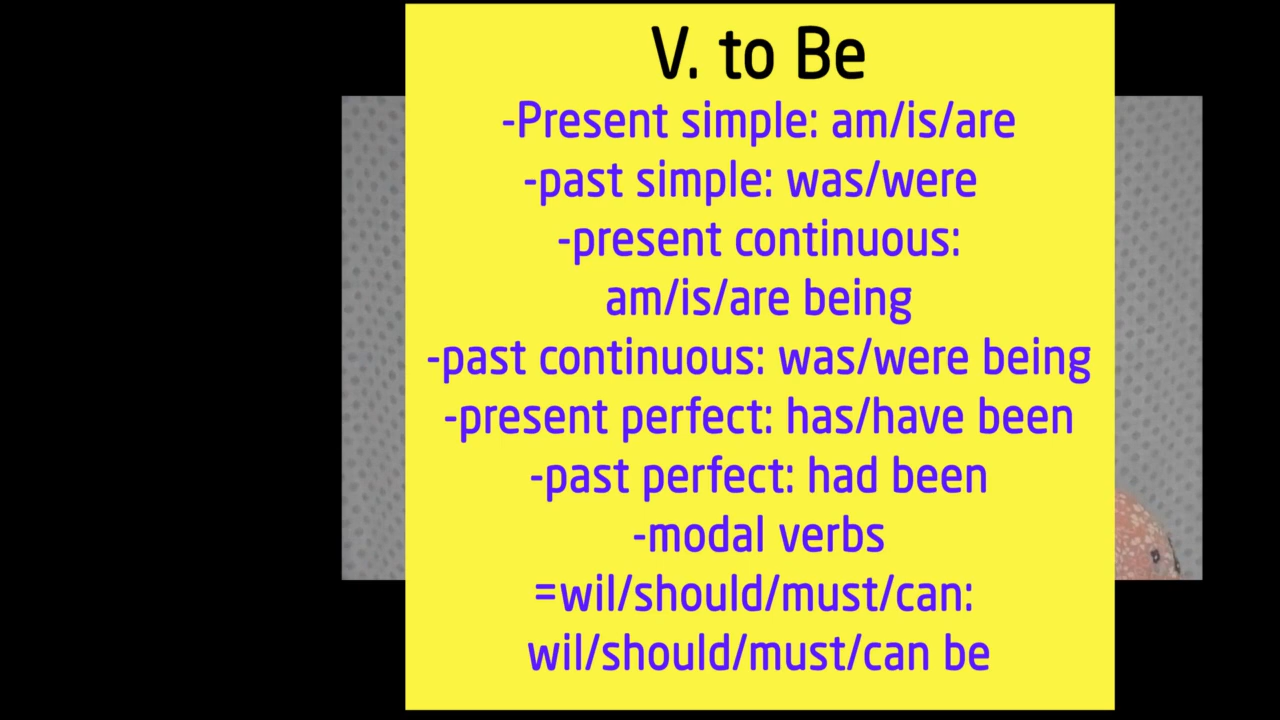 V. to Be
-Present simple: am/is/are
-past simple: was/were
-present continuous:
am/is/are being
-past continuous: was/were being
-present perfect: has/have been
-past perfect: had been
-modal verbs
=wil/should/must/can:
wil/should/must/can be